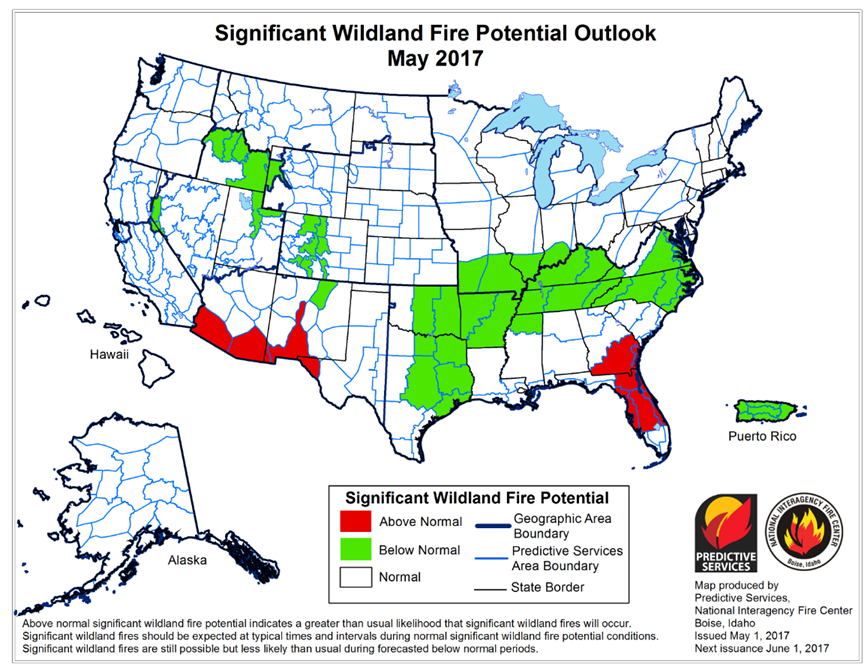 Significant Wildland Fire Potential Outlook
May 2017
Hawaii
Puerto Rico
Alaska
Significant Wildland Fire Potential
Above Normal
Below Normal
Normal
Geographic Area
Boundary
Predictive Services
Area Boundary
State Border
PREDICTIVE
SERVICES
NATIONAL INTERAGENCY FIRE CENTER
Boise, Idaho
Map produced by
Predictive Services,
National Interagency Fire Center
Boise, Idaho
Issued May 1, 2017
Next issuance June 1, 2017
Above normal significant wildland fire potential indicates a greater than usual likelihood that significant wildland fires will occur.
Significant wildland fires should be expected at typical times and intervals during normal significant wildland fire potential conditions.
Significant wildland fires are still possible but less likely than usual during forecasted below normal periods.